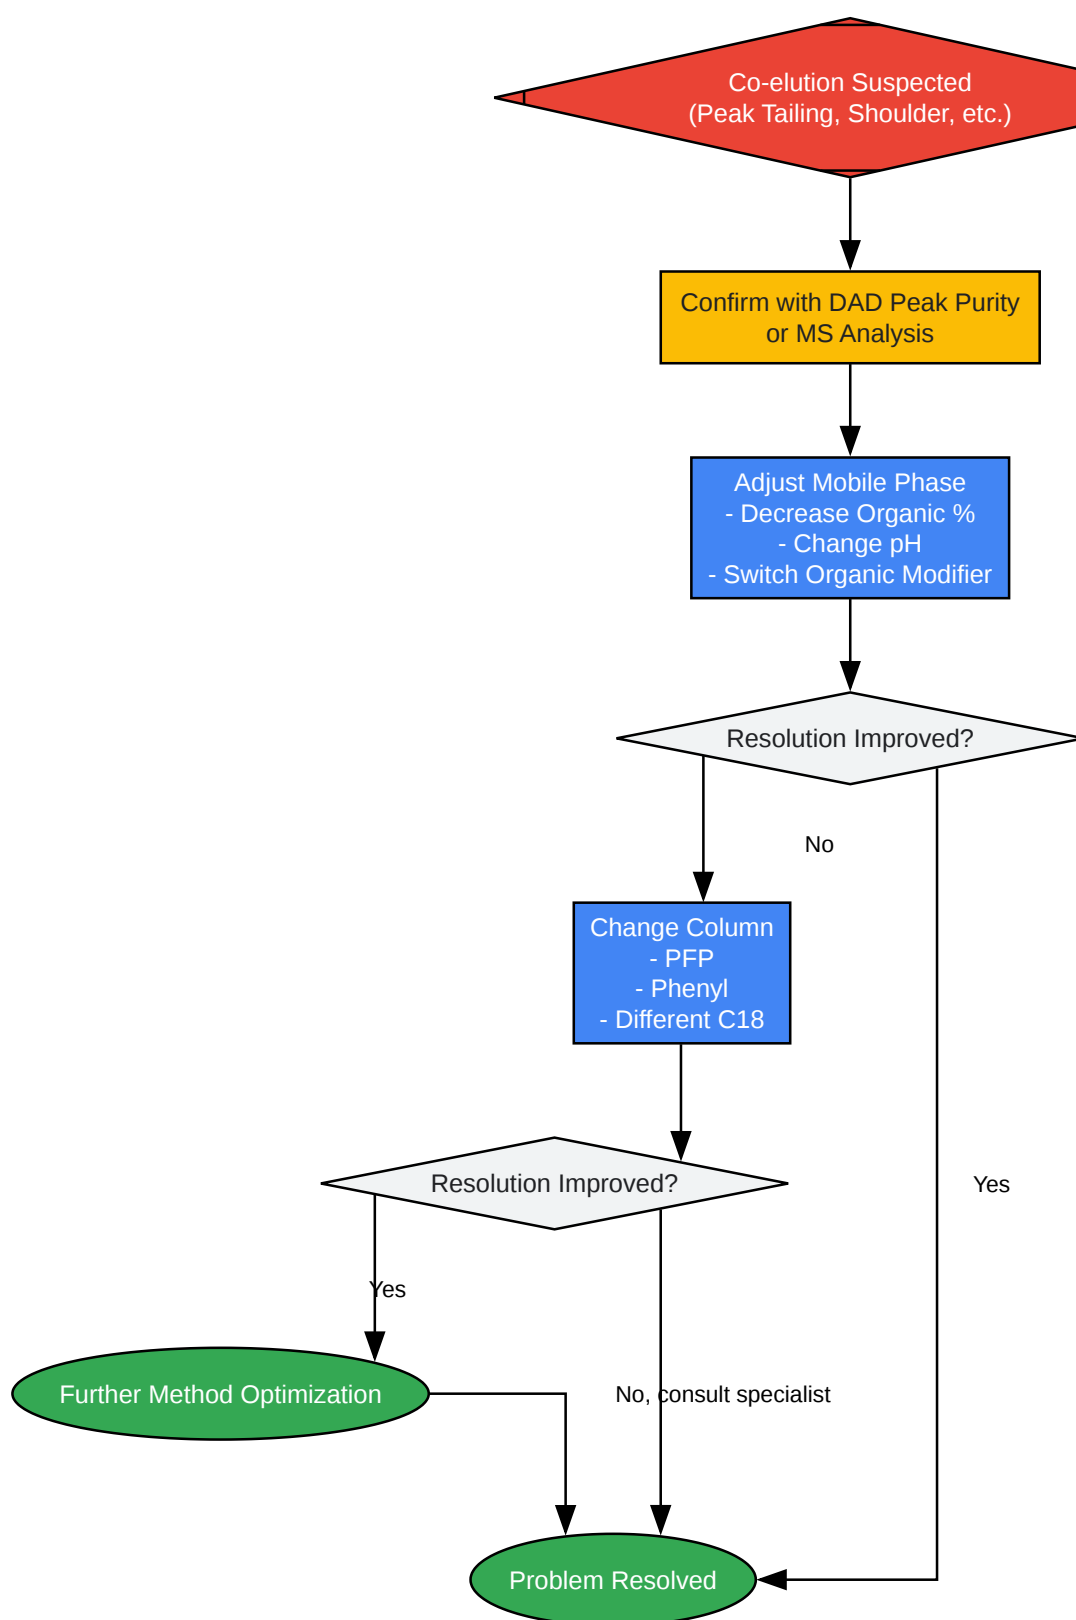 Co-elution Suspected
(Peak Tailing, Shoulder, etc.)
Confirm with DAD Peak Purity
or MS Analysis
Adjust Mobile Phase
- Decrease Organic %
- Change pH
- Switch Organic Modifier
Resolution Improved?
No
Change Column
- PFP
- Phenyl
- Different C18
Yes
Resolution Improved?
Yes
Further Method Optimization
No, consult specialist
Problem Resolved